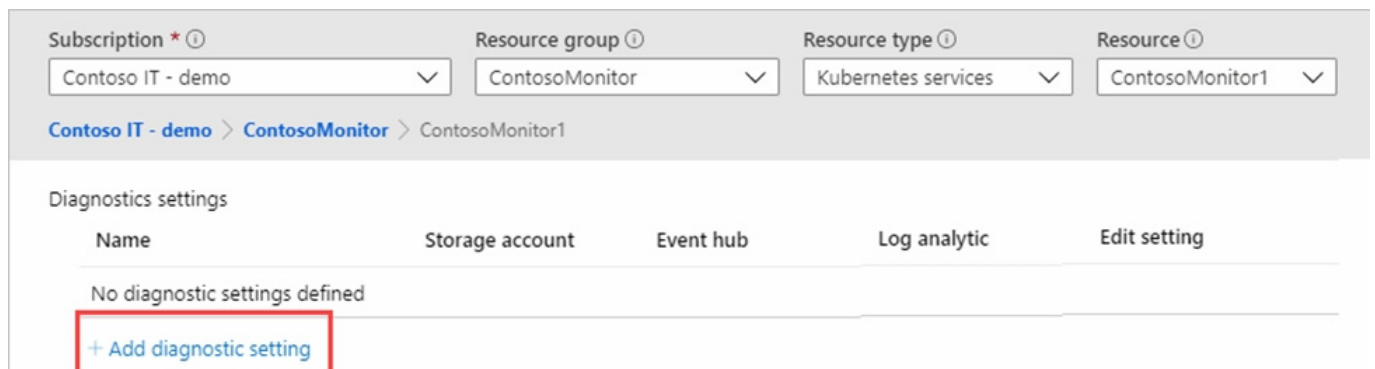 Subscription * Resource group Resource type Resource
Contoso IT - demo ContosoMonitor Kubernetes services ContosoMonitor1
Contoso IT - demo > ContosoMonitor > ContosoMonitor1
Diagnostics settings
Name Storage account Event hub Log analytic Edit setting
No diagnostic settings defined
+ Add diagnostic setting